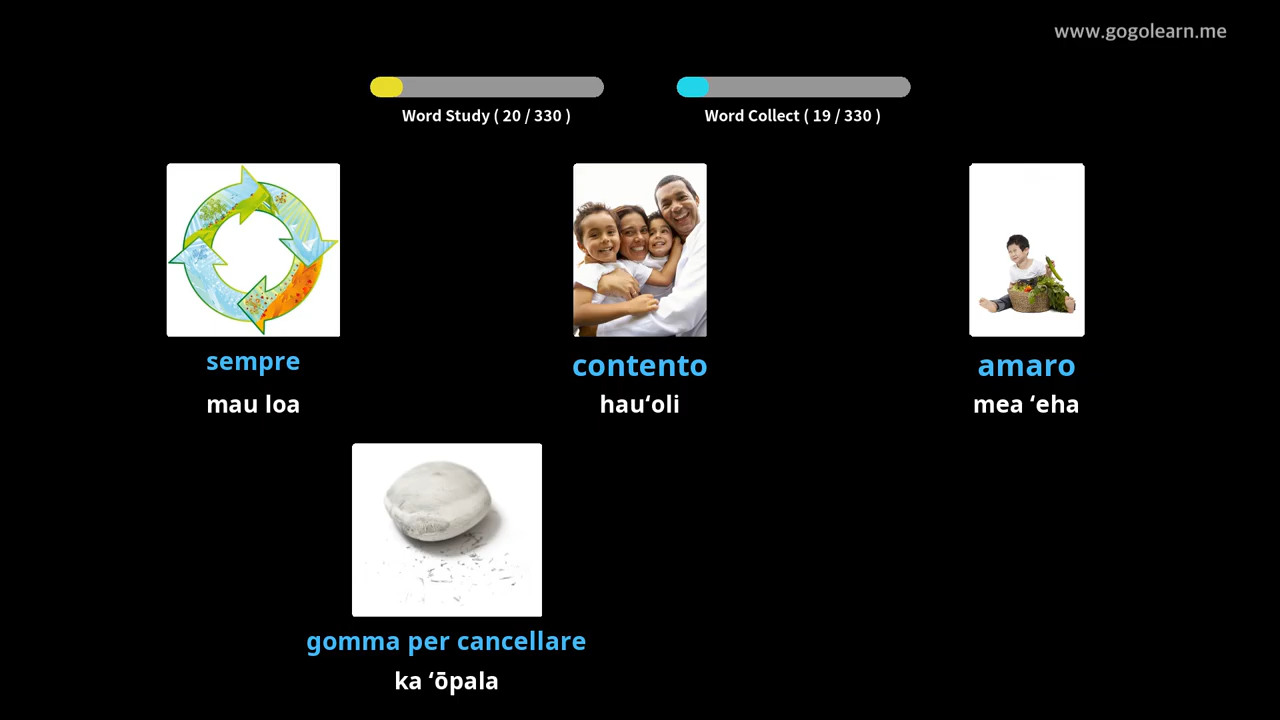 www.gogolearn.me
Word Study ( 20 / 330 )
Word Collect ( 19 / 330 )
sempre
mau loa
contento
hauʻoli
amaro
mea ʻeha
gomma per cancellare
ka ʻōpala